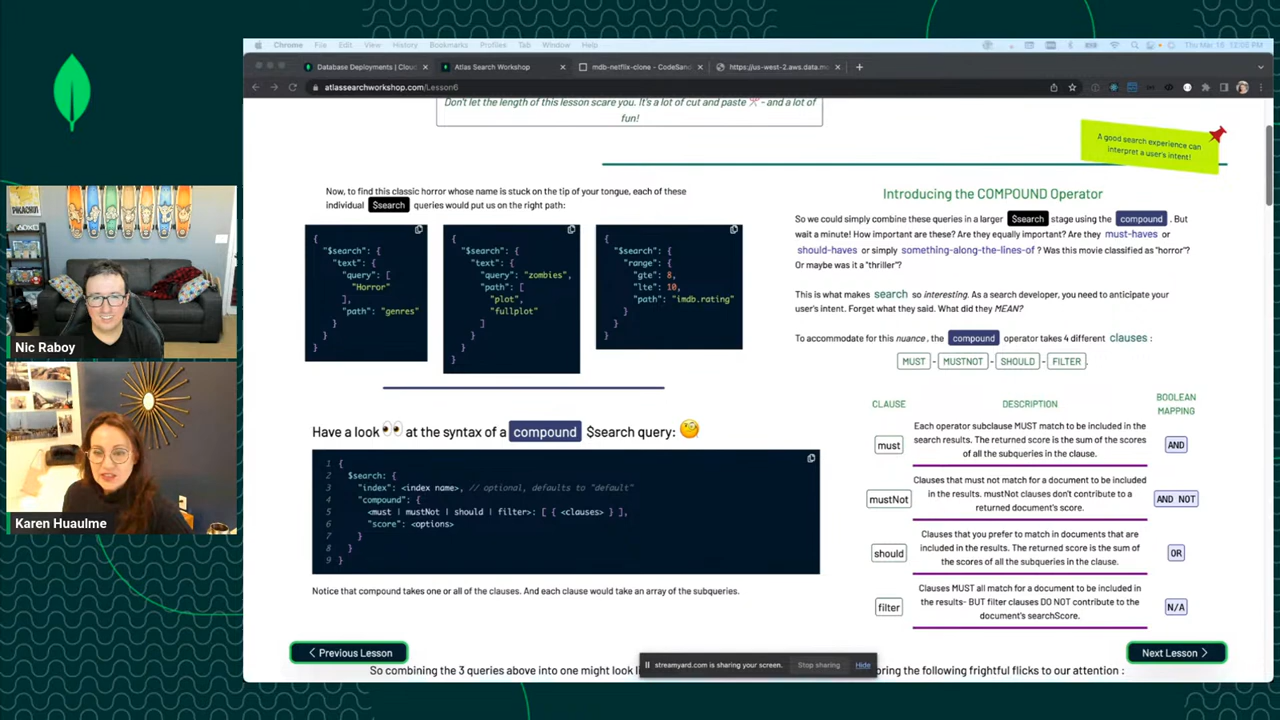 Chrome File Edit View History Bookmarks Profiles Tab Window Help
Thu Mar 16 12:06 PM
Database Deployments | Cloud
Atlas Search Workshop
mdb-netflix-clone - CodeSand
https://us-west-2.aws.data.m
atlassearchworkshop.com/Lesson6
Don't let the length of this lesson scare you. It's a lot of cut and paste ✂️ - and a lot of
fun!
A good search experience can
interpret a user's intent!
Now, to find this classic horror whose name is stuck on the tip of your tongue, each of these
individual $search queries would put us on the right path:
{
"$search": {
"text": {
"query": [
"Horror"
],
"path": "genres"
}
}
}
{
"$search": {
"text": {
"query": "zombies",
"path": [
"plot",
"fullplot"
]
}
}
}
{
"$search": {
"range": {
"gte": 8,
"lte": 10,
"path": "imdb.rating"
}
}
}
Have a look 👀 at the syntax of a compound $search query: 🧐
1 {
2 $search: {
3 "index": <index name>, // optional, defaults to "default"
4 "compound": {
5 <must | mustNot | should | filter>: [ { <clauses> } ],
6 "score": <options>
7 }
8 }
9 }
Notice that compound takes one or all of the clauses. And each clause would take an array of the subqueries.
Introducing the COMPOUND Operator
So we could simply combine these queries in a larger $search stage using the compound . But
wait a minute! How important are these? Are they equally important? Are they must-haves or
should-haves or simply something-along-the-lines-of ? Was this movie classified as "horror"?
Or maybe was it a "thriller"?
This is what makes search so interesting. As a search developer, you need to anticipate your
user's intent. Forget what they said. What did they MEAN?
To accommodate for this nuance, the compound operator takes 4 different clauses :
MUST - MUSTNOT - SHOULD - FILTER.
CLAUSE DESCRIPTION BOOLEAN
MAPPING
must
Each operator subclause MUST match to be included in the
search results. The returned score is the sum of the scores
of all the subqueries in the clause.
AND
mustNot
Clauses that must not match for a document to be included
in the results. mustNot clauses don't contribute to a
returned document's score.
AND NOT
should
Clauses that you prefer to match in documents that are
included in the results. The returned score is the sum of
the scores of all the subqueries in the clause.
OR
filter
Clauses MUST all match for a document to be included in
the results- BUT filter clauses DO NOT contribute to the
document's searchScore.
N/A
< Previous Lesson
Next Lesson >
So combining the 3 queries above into one might look li
oring the following frightful flicks to our attention :
streamyard.com is sharing your screen.
Stop sharing
Hide
Nic Raboy
Karen Huaulme